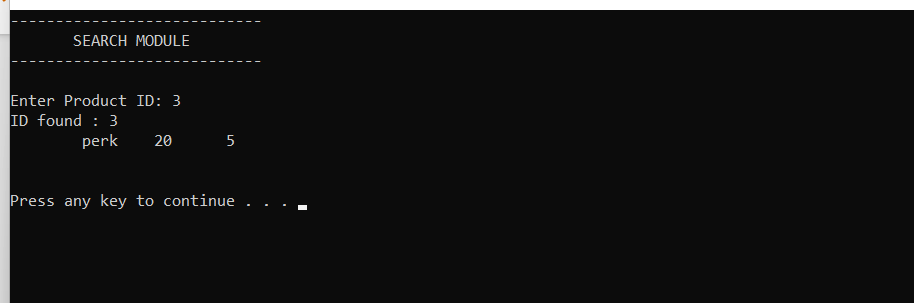 ----------------------------
SEARCH MODULE
----------------------------
Enter Product ID: 3
ID found : 3
perk    20      5
Press any key to continue . . .